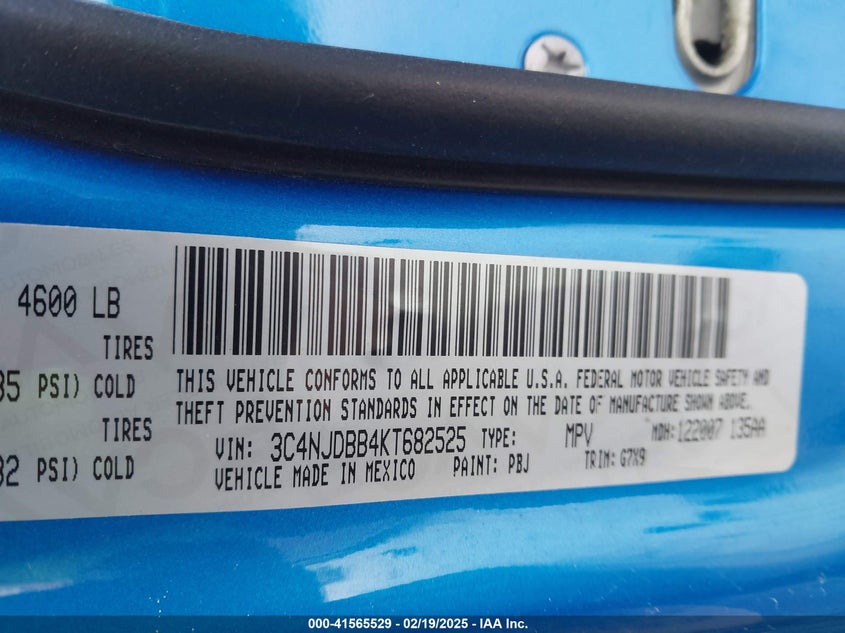 4600 LB
TIRES
35 PSI) COLD
TIRES
32 PSI) COLD
THIS VEHICLE CONFORMS TO ALL APPLICABLE U.S.A. FEDERAL MOTOR VEHICLE SAFETY AND
THEFT PREVENTION STANDARDS IN EFFECT ON THE DATE OF MANUFACTURE SHOWN ABOVE.
VIN: 3C4NJDBB4KT682525 TYPE: MPV MDH:122007 135AA
VEHICLE MADE IN MEXICO PAINT: PBJ TRIM: G7X9
000-41565529 - 02/19/2025 - IAA Inc.